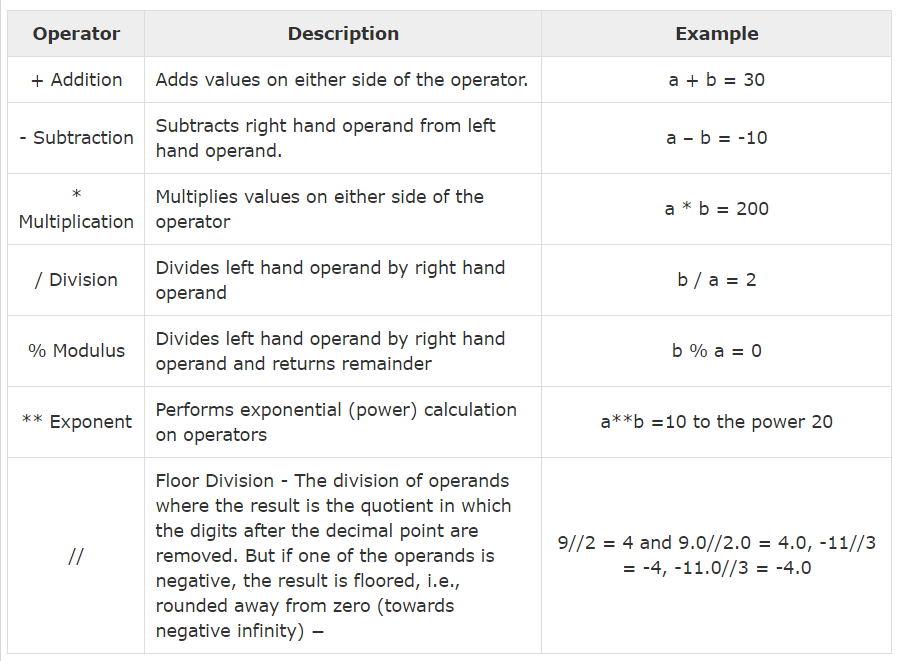 Operator Description Example
+ Addition Adds values on either side of the operator. a + b = 30
- Subtraction Subtracts right hand operand from left
hand operand. a – b = -10
*
Multiplication Multiplies values on either side of the
operator a * b = 200
/ Division Divides left hand operand by right hand
operand b / a = 2
% Modulus Divides left hand operand by right hand
operand and returns remainder b % a = 0
** Exponent Performs exponential (power) calculation
on operators a**b =10 to the power 20
// Floor Division - The division of operands
where the result is the quotient in which
the digits after the decimal point are
removed. But if one of the operands is
negative, the result is floored, i.e.,
rounded away from zero (towards
negative infinity) −
9//2 = 4 and 9.0//2.0 = 4.0, -11//3
= -4, -11.0//3 = -4.0